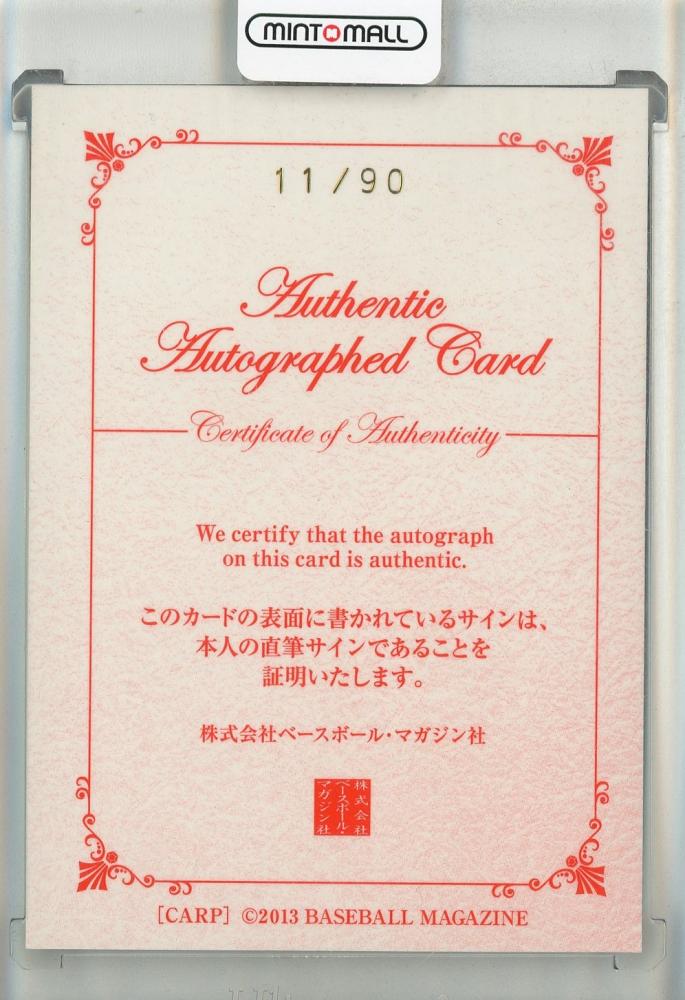 MINTOMALL
11/90
Authentic
Autographed Card
Certificate of Authenticity
We certify that the autograph
on this card is authentic.
このカードの表面に書かれているサインは、
本人の直筆サインであることを
証明いたします。
株式会社ベースボール・マガジン社
株式会社
ベースボール・
マガジン社
[CARP] ©2013 BASEBALL MAGAZINE